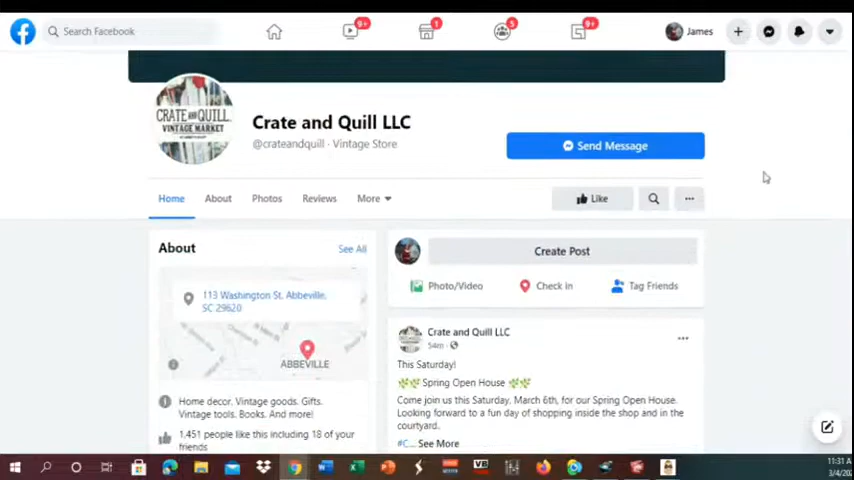 Search Facebook
9+
1
5
9+
James
CRATE AND QUILL
VINTAGE MARKET
Crate and Quill LLC
@crateandquill · Vintage Store
Send Message
Home
About
Photos
Reviews
More
Like
About
See All
113 Washington St, Abbeville,
SC 29620
ABBEVILLE
Home decor. Vintage goods. Gifts.
Vintage tools. Books. And more!
1,451 people like this including 18 of your
friends
Create Post
Photo/Video
Check in
Tag Friends
Crate and Quill LLC
54m ·
This Saturday!
🌿🌿 Spring Open House 🌿🌿
Come join us this Saturday, March 6th, for our Spring Open House.
Looking forward to a fun day of shopping inside the shop and in the
courtyard.
#C... See More
VB
11:31 A
3/4/202